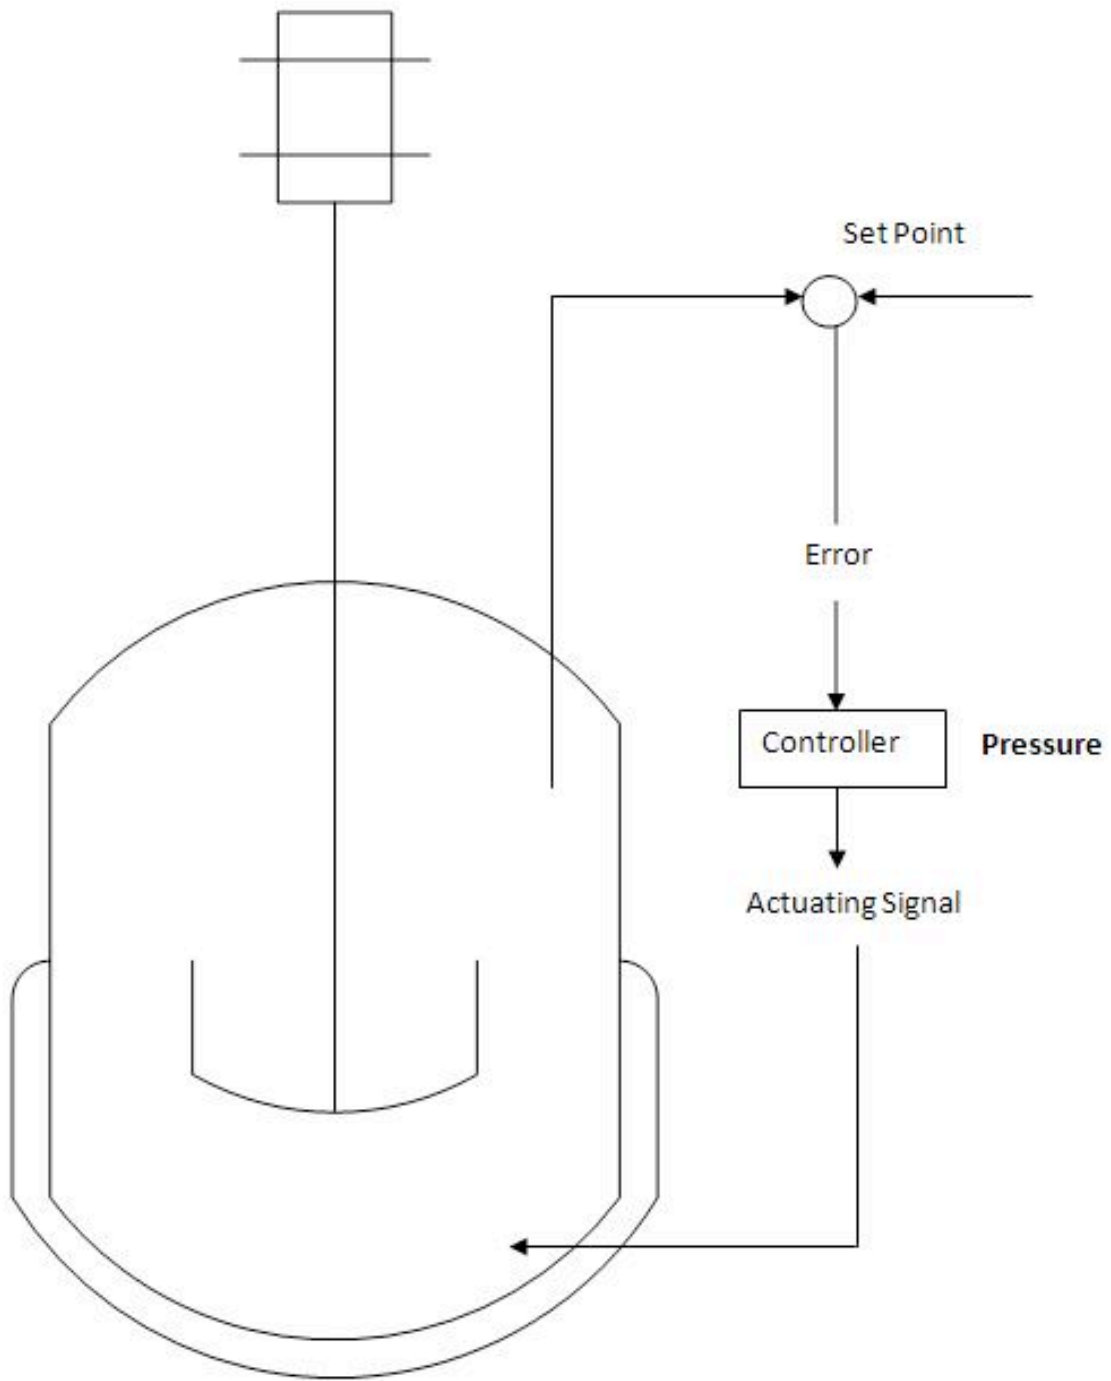 Set Point
Error
Controller
Pressure
Actuating Signal